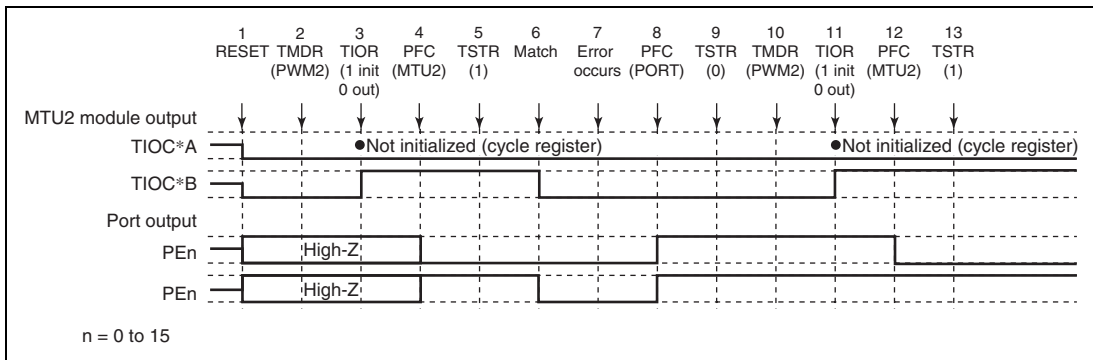 1 2 3 4 5 6 7 8 9 10 11 12 13
RESET TMDR TIOR PFC TSTR Match Error PFC TSTR TMDR TIOR PFC TSTR
(PWM2) (1 init (MTU2) (1) occurs (PORT) (0) (PWM2) (1 init (MTU2) (1)
0 out) 0 out)
MTU2 module output
TIOC*A ●Not initialized (cycle register) ●Not initialized (cycle register)
TIOC*B
Port output
PEn High-Z
PEn High-Z
n = 0 to 15